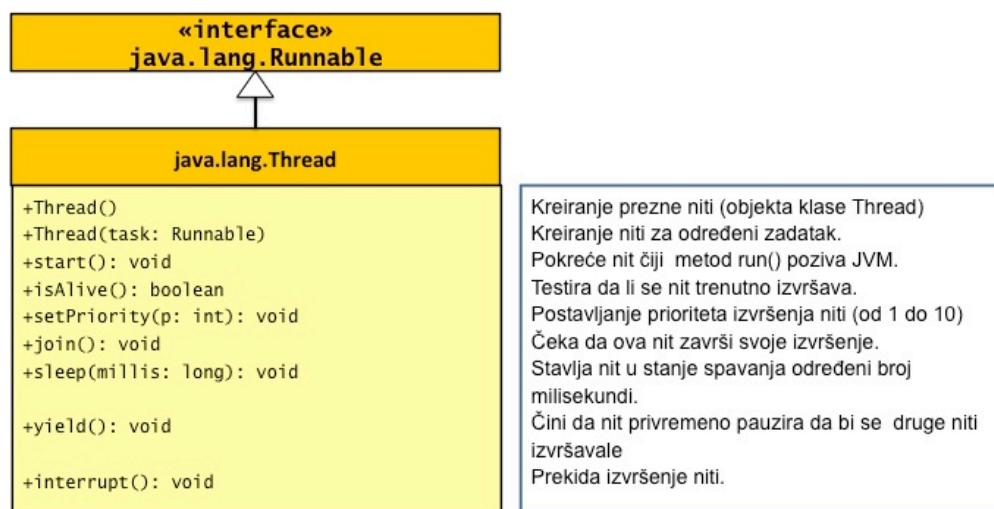 «interface»
java.lang.Runnable
java.lang.Thread
+Thread()
+Thread(task: Runnable)
+start(): void
+isAlive(): boolean
+setPriority(p: int): void
+join(): void
+sleep(millis: long): void
+yield(): void
+interrupt(): void
Kreiranje prezne niti (objekta klase Thread)
Kreiranje niti za određeni zadatak.
Pokreće nit čiji metod run() poziva JVM.
Testira da li se nit trenutno izvršava.
Postavljanje prioriteta izvršenja niti (od 1 do 10)
Čeka da ova nit završi svoje izvršenje.
Stavlja nit u stanje spavanja određeni broj
milisekundi.
Čini da nit privremeno pauzira da bi se druge niti
izvršavale
Prekida izvršenje niti.